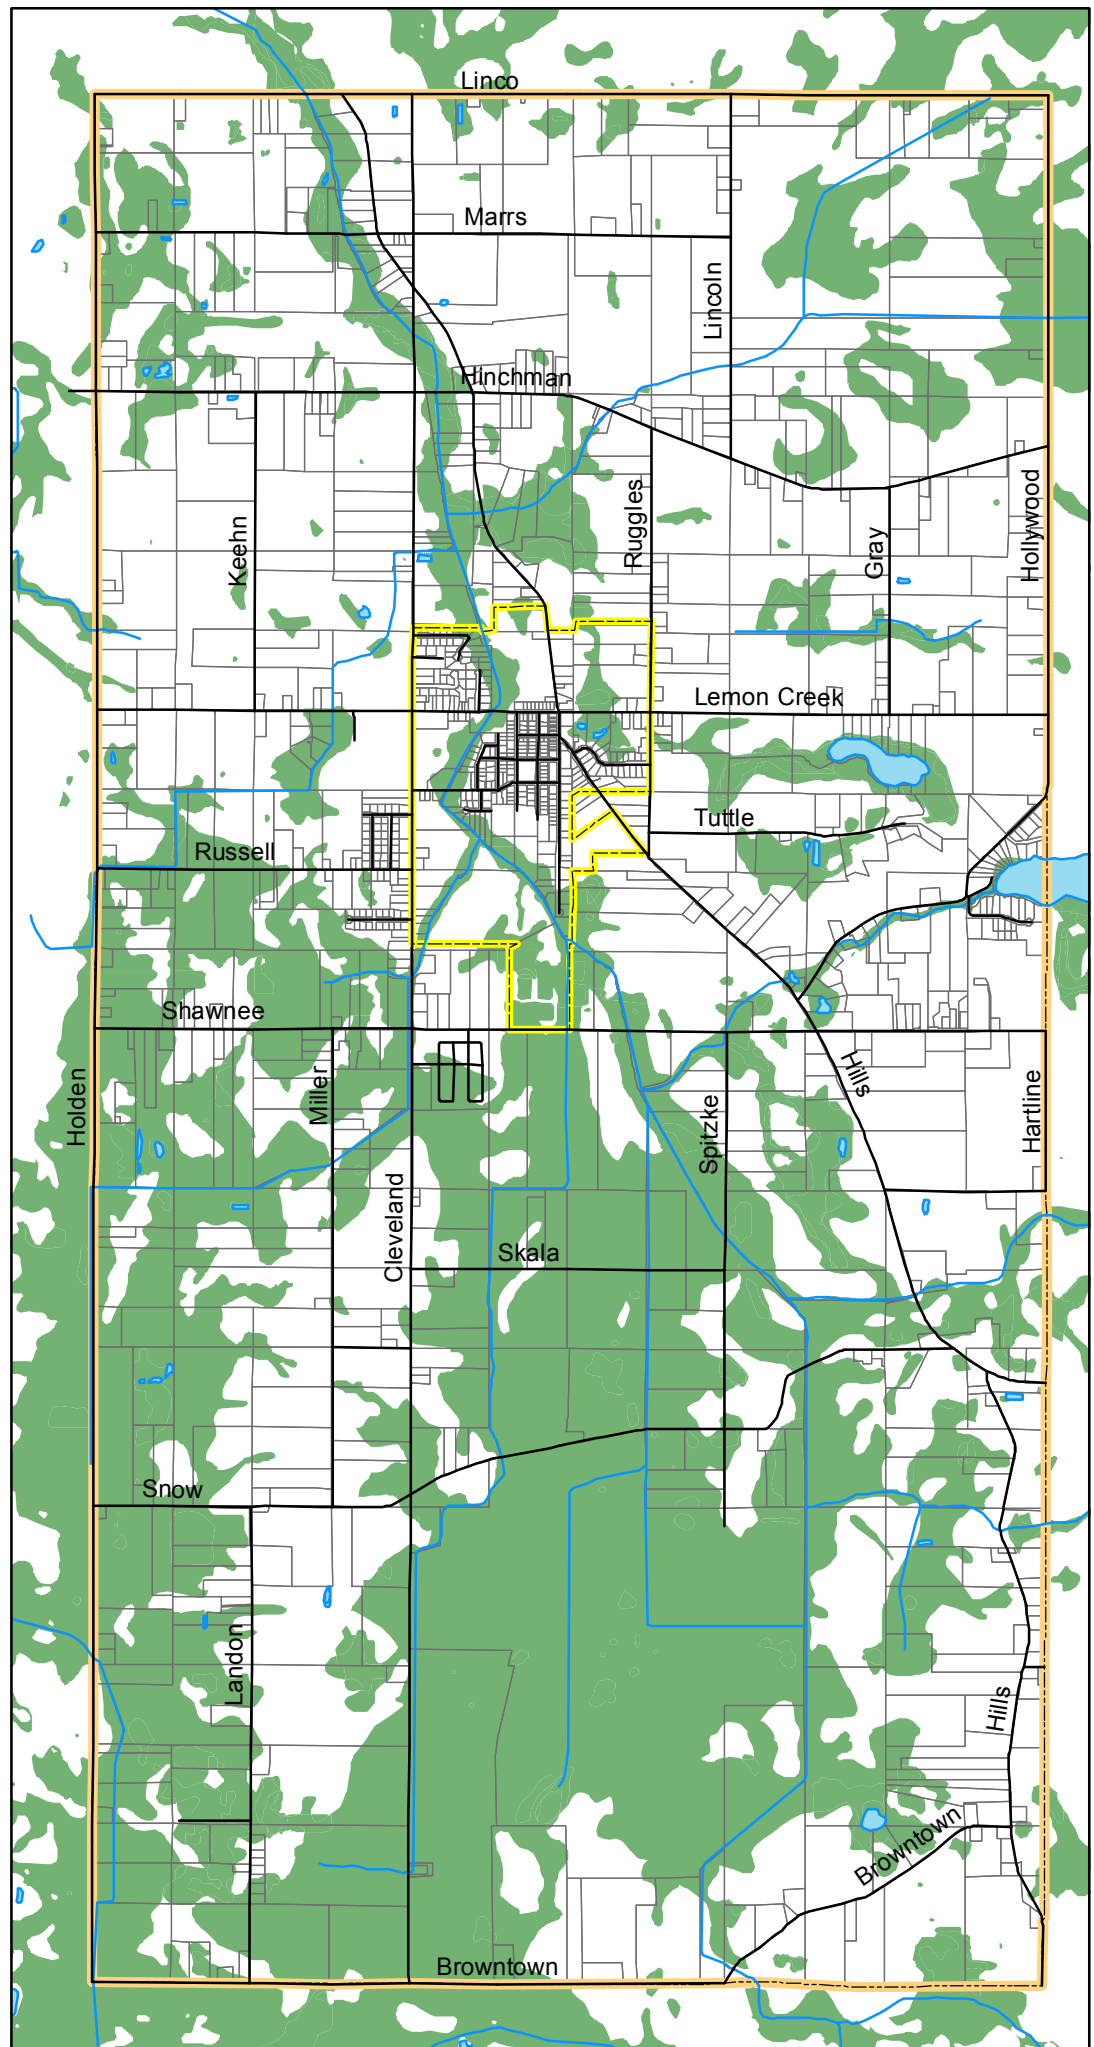 Linco
Marrs
Lincoln
Hinchman
Ruggles
Keehn
Gray
Hollywood
Lemon Creek
Tuttle
Russell
Shawnee
Holden
Miller
Hills
Spitzke
Hartline
Cleveland
Skala
Snow
Landon
Hills
Browntown
Browntown